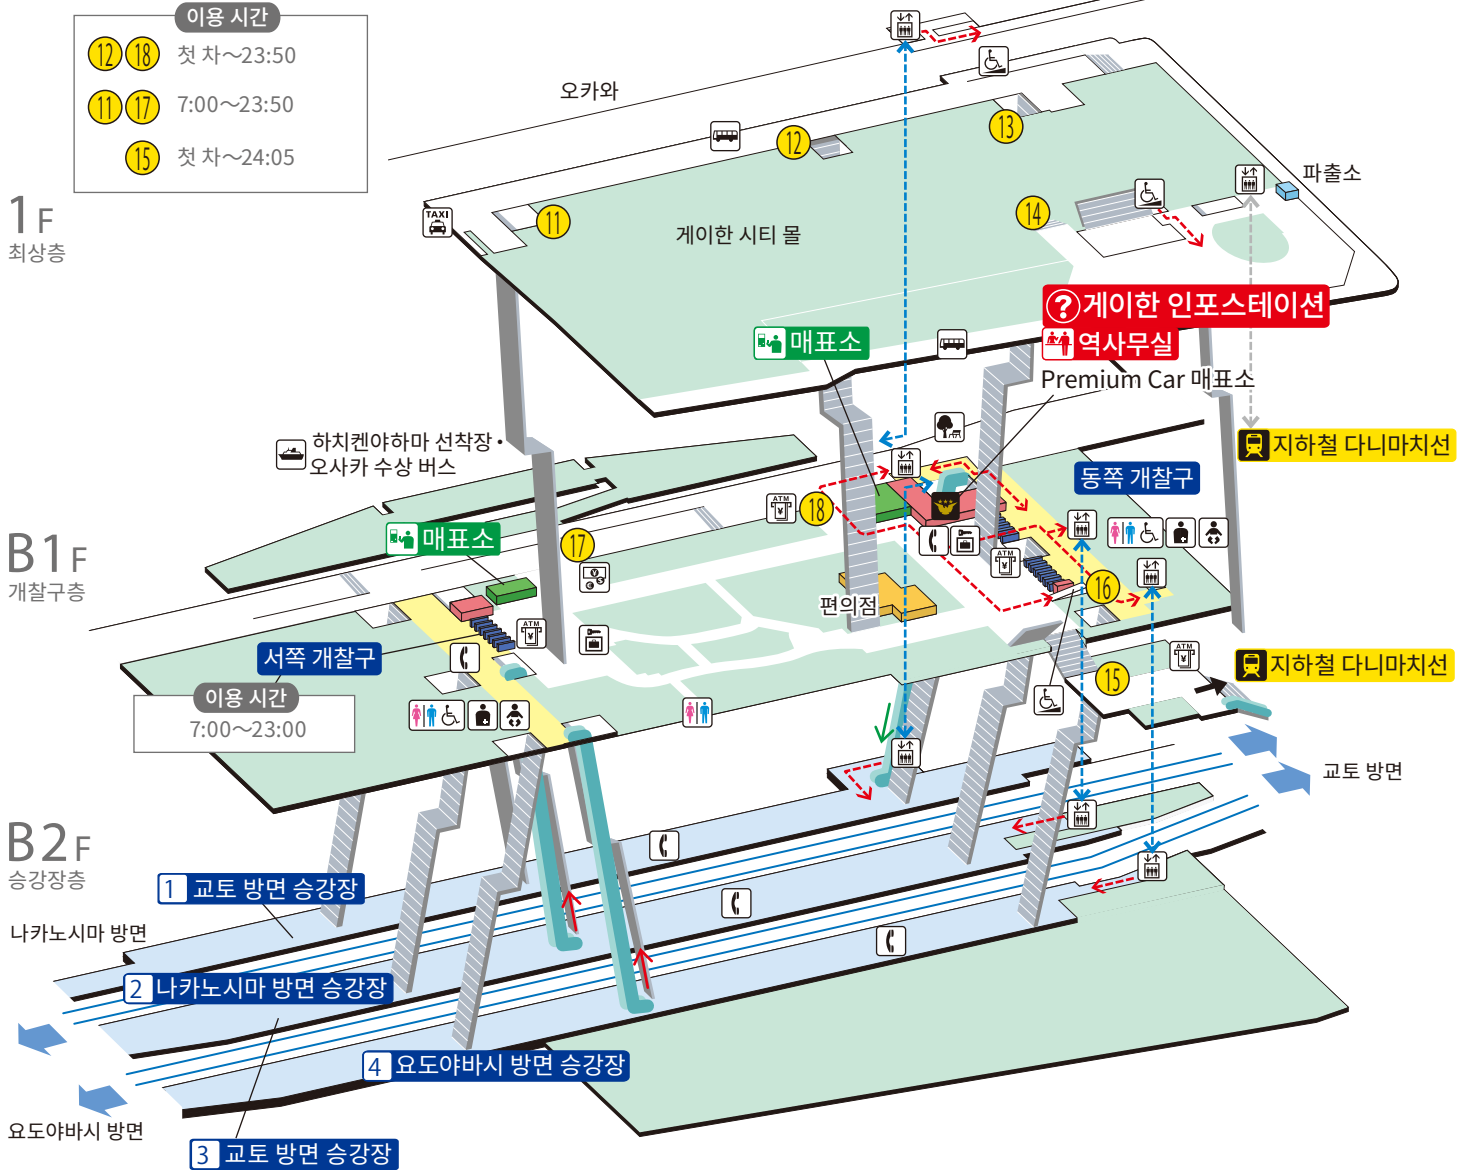 이용 시간
12 18 첫 차～23:50
11 17 7:00～23:50
15 첫 차～24:05
오카와
13
12
파출소
TAXI
11
14
1F
최상층
게이한 시티 몰
? 게이한 인포스테이션
매표소
역사무실
Premium Car 매표소
하치켄야하마 선착장・
오사카 수상 버스
지하철 다니마치선
동쪽 개찰구
ATM
18
매표소
17
B1F
개찰구층
ATM
16
편의점
ATM
서쪽 개찰구
이용 시간
7:00～23:00
ATM
지하철 다니마치선
15
교토 방면
B2F
승강장층
1 교토 방면 승강장
나카노시마 방면
2 나카노시마 방면 승강장
4 요도야바시 방면 승강장
요도야바시 방면
3 교토 방면 승강장